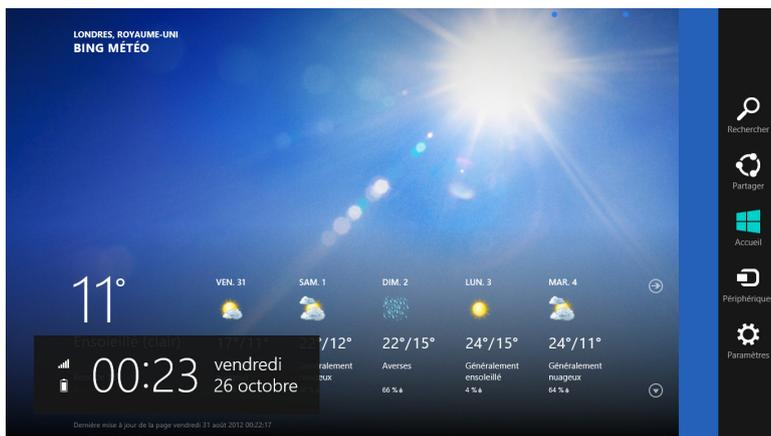 LONDRES, ROYAUME-UNI
BING MÉTÉO
Rechercher
Partager
Accueil
Périphérique
Paramètres
11°
Ensoleillé (clair)
VEN. 31
17°/11°
SAM. 1
22°/12°
DIM. 2
22°/15°
Averses
66 %
LUN. 3
24°/15°
Généralement
ensoleillé
4 %
MAR. 4
24°/11°
Généralement
nuageux
64 %
00:23
vendredi
26 octobre
Dernière mise à jour de la page vendredi 31 août 2012 00:22:17